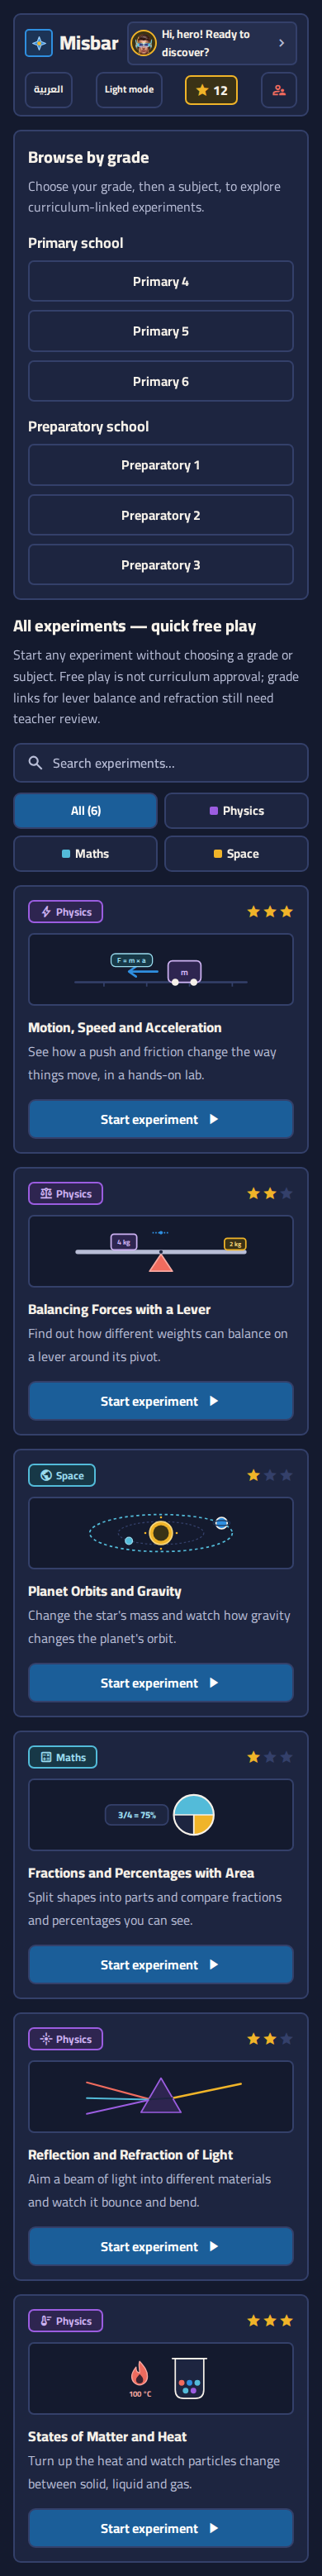 Misbar
Hi, hero! Ready to
discover?
العربية
Light mode
12
Browse by grade
Choose your grade, then a subject, to explore
curriculum-linked experiments.
Primary school
Primary 4
Primary 5
Primary 6
Preparatory school
Preparatory 1
Preparatory 2
Preparatory 3
All experiments — quick free play
Start any experiment without choosing a grade or
subject. Free play is not curriculum approval; grade
links for lever balance and refraction still need
teacher review.
Search experiments...
All (6)
Physics
Maths
Space
Physics
F = m × a
m
Motion, Speed and Acceleration
See how a push and friction change the way
things move, in a hands-on lab.
Start experiment
Physics
4 kg
2 kg
Balancing Forces with a Lever
Find out how different weights can balance on
a lever around its pivot.
Start experiment
Space
Planet Orbits and Gravity
Change the star's mass and watch how gravity
changes the planet's orbit.
Start experiment
Maths
3/4 = 75%
Fractions and Percentages with Area
Split shapes into parts and compare fractions
and percentages you can see.
Start experiment
Physics
Reflection and Refraction of Light
Aim a beam of light into different materials
and watch it bounce and bend.
Start experiment
Physics
100 °C
States of Matter and Heat
Turn up the heat and watch particles change
between solid, liquid and gas.
Start experiment